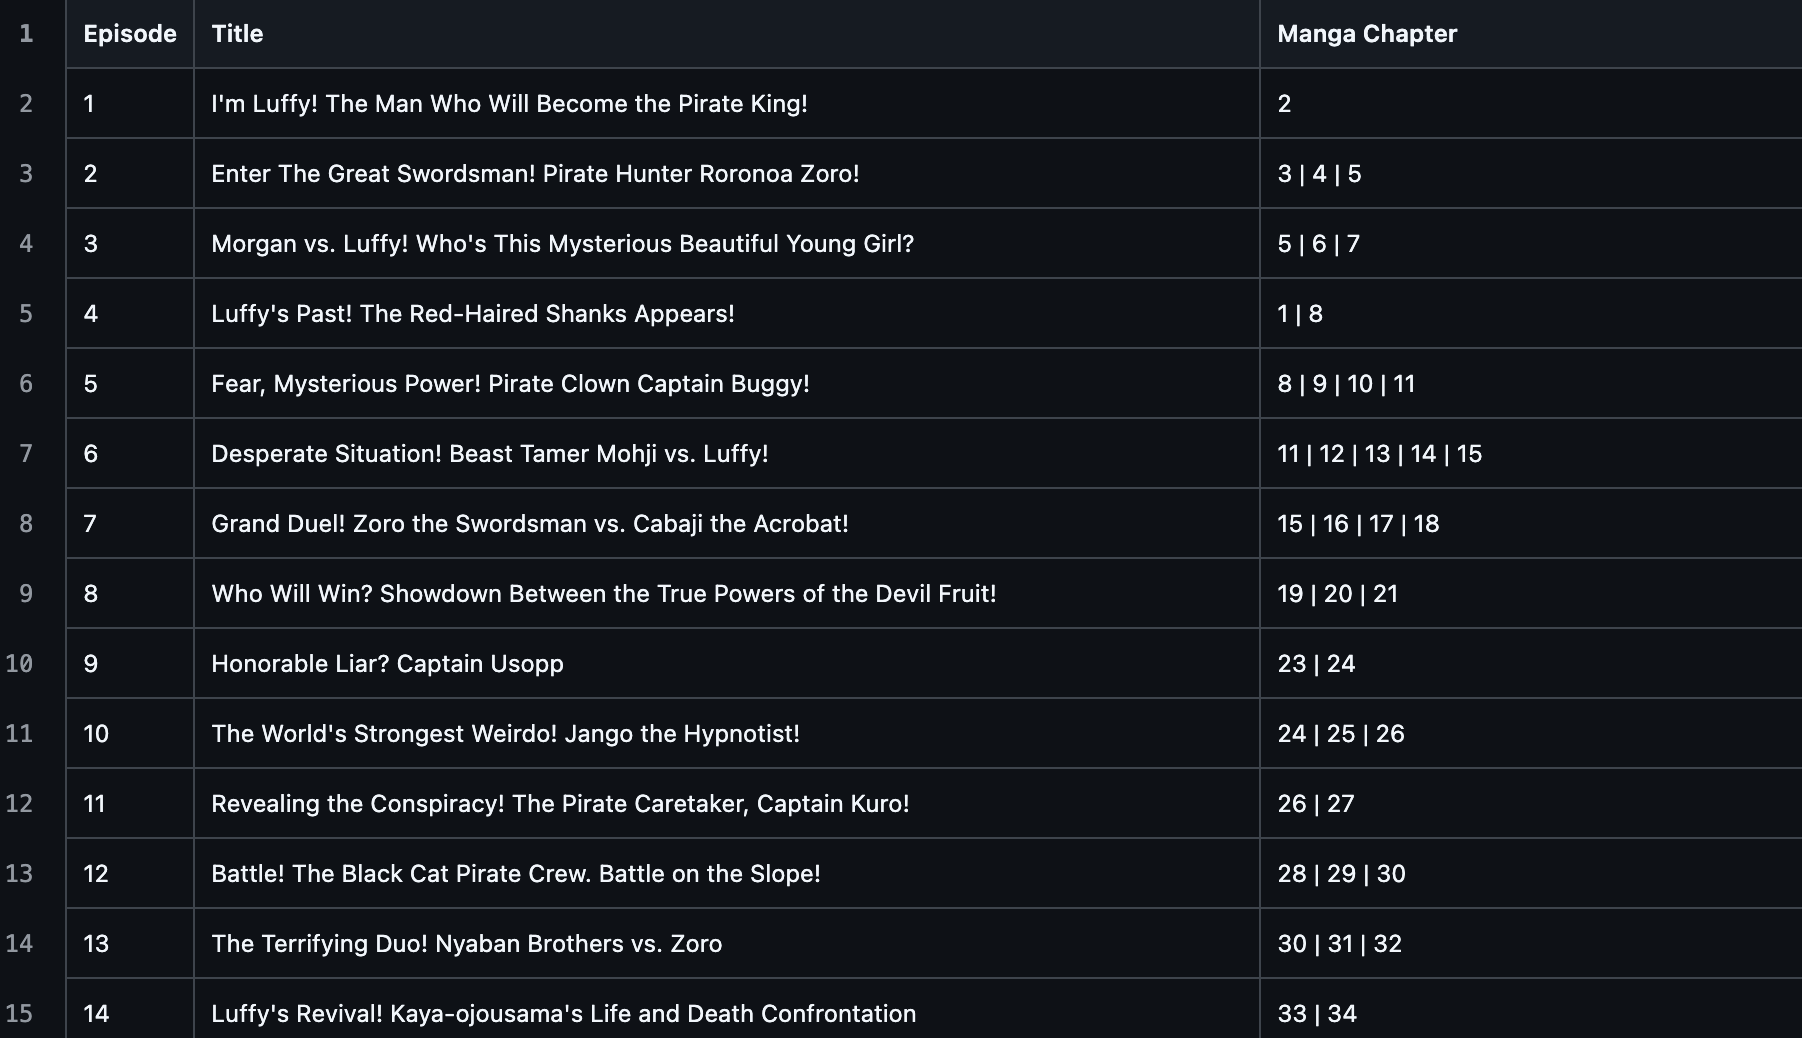 1 Episode Title Manga Chapter
2 1 I'm Luffy! The Man Who Will Become the Pirate King! 2
3 2 Enter The Great Swordsman! Pirate Hunter Roronoa Zoro! 3 | 4 | 5
4 3 Morgan vs. Luffy! Who's This Mysterious Beautiful Young Girl? 5 | 6 | 7
5 4 Luffy's Past! The Red-Haired Shanks Appears! 1 | 8
6 5 Fear, Mysterious Power! Pirate Clown Captain Buggy! 8 | 9 | 10 | 11
7 6 Desperate Situation! Beast Tamer Mohji vs. Luffy! 11 | 12 | 13 | 14 | 15
8 7 Grand Duel! Zoro the Swordsman vs. Cabaji the Acrobat! 15 | 16 | 17 | 18
9 8 Who Will Win? Showdown Between the True Powers of the Devil Fruit! 19 | 20 | 21
10 9 Honorable Liar? Captain Usopp 23 | 24
11 10 The World's Strongest Weirdo! Jango the Hypnotist! 24 | 25 | 26
12 11 Revealing the Conspiracy! The Pirate Caretaker, Captain Kuro! 26 | 27
13 12 Battle! The Black Cat Pirate Crew. Battle on the Slope! 28 | 29 | 30
14 13 The Terrifying Duo! Nyaban Brothers vs. Zoro 30 | 31 | 32
15 14 Luffy's Revival! Kaya-ojousama's Life and Death Confrontation 33 | 34